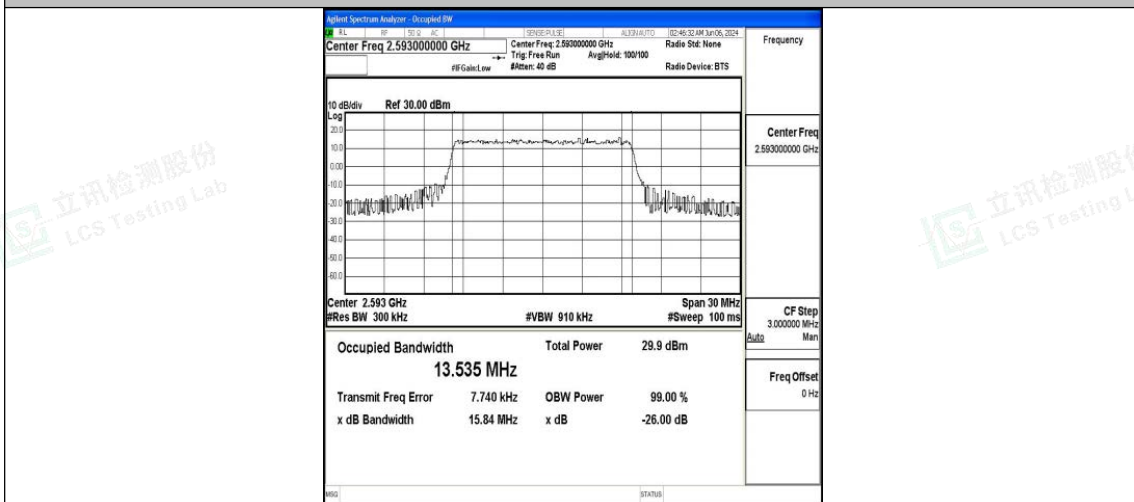 Agilent Spectrum Analyzer - Occupied BW
RL RF 50 Ω AC SENSE:PULSE ALIGNAUTO 02:46:32 AM Jun 06, 2024
Center Freq 2.593000000 GHz
Center Freq: 2.593000000 GHz
Radio Std: None
Trig: Free Run Avg|Hold: 100/100
#IFGain:Low #Atten: 40 dB Radio Device: BTS
Frequency
10 dB/div Ref 30.00 dBm
Log
20.0
10.0
0.00
-10.0
-20.0
-30.0
-40.0
-50.0
-60.0
Center 2.593 GHz Span 30 MHz
#Res BW 300 kHz #VBW 910 kHz #Sweep 100 ms
Occupied Bandwidth Total Power 29.9 dBm
13.535 MHz
Transmit Freq Error 7.740 kHz OBW Power 99.00 %
x dB Bandwidth 15.84 MHz x dB -26.00 dB
Center Freq
2.593000000 GHz
CF Step
3.000000 MHz
Auto Man
Freq Offset
0 Hz
MSG STATUS
立讯检测股份
LCS Testing Lab
立讯检测股份
LCS Testing L